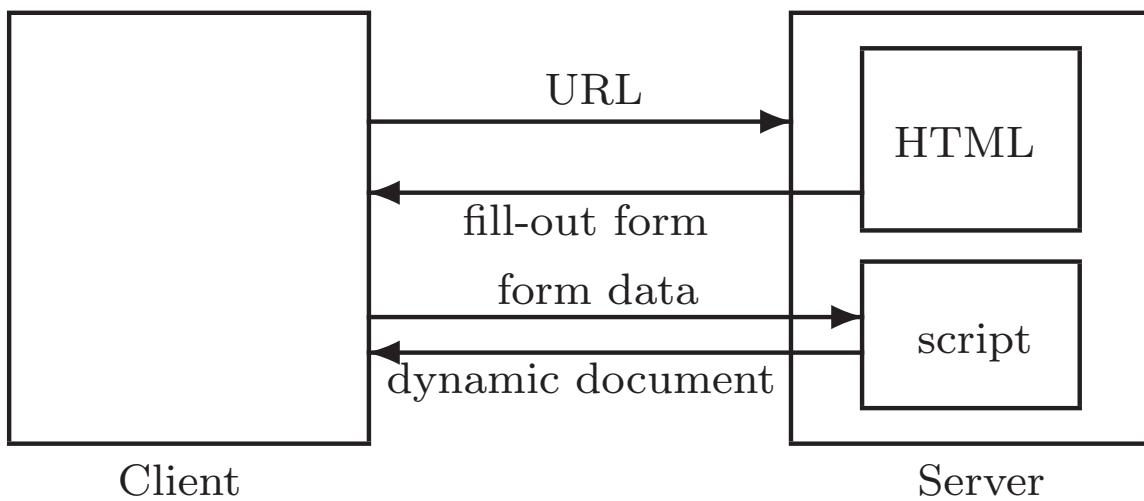 URL
HTML
fill-out form
form data
script
dynamic document
Client
Server